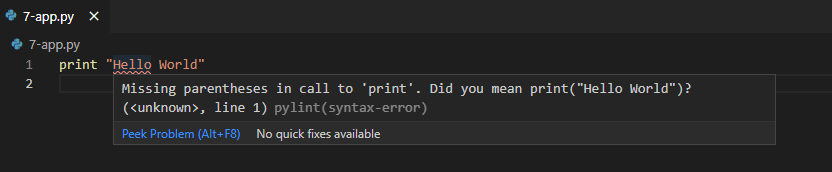 7-app.py ×
7-app.py
1 print "Hello World"
2
Missing parentheses in call to 'print'. Did you mean print("Hello World")?
(<unknown>, line 1) pylint(syntax-error)
Peek Problem (Alt+F8) No quick fixes available